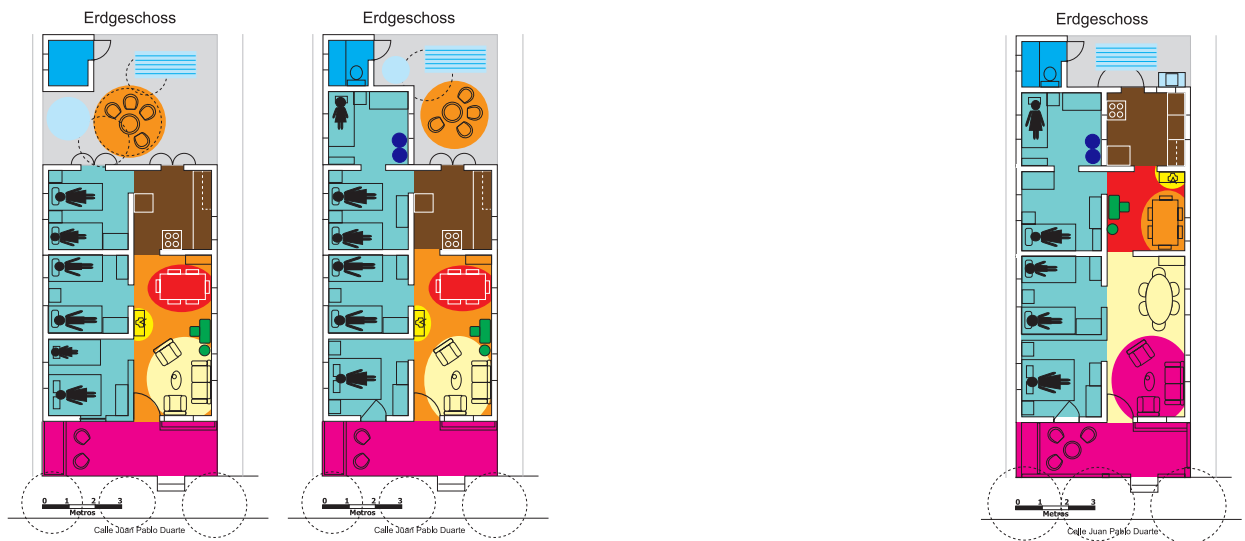 Erdgeschoss
0 1 2 3
Metros
Calle Juan Pablo Duarte
Erdgeschoss
0 1 2 3
Metros
Calle Juan Pablo Duarte
Erdgeschoss
0 1 2 3
Metros
Calle Juan Pablo Duarte